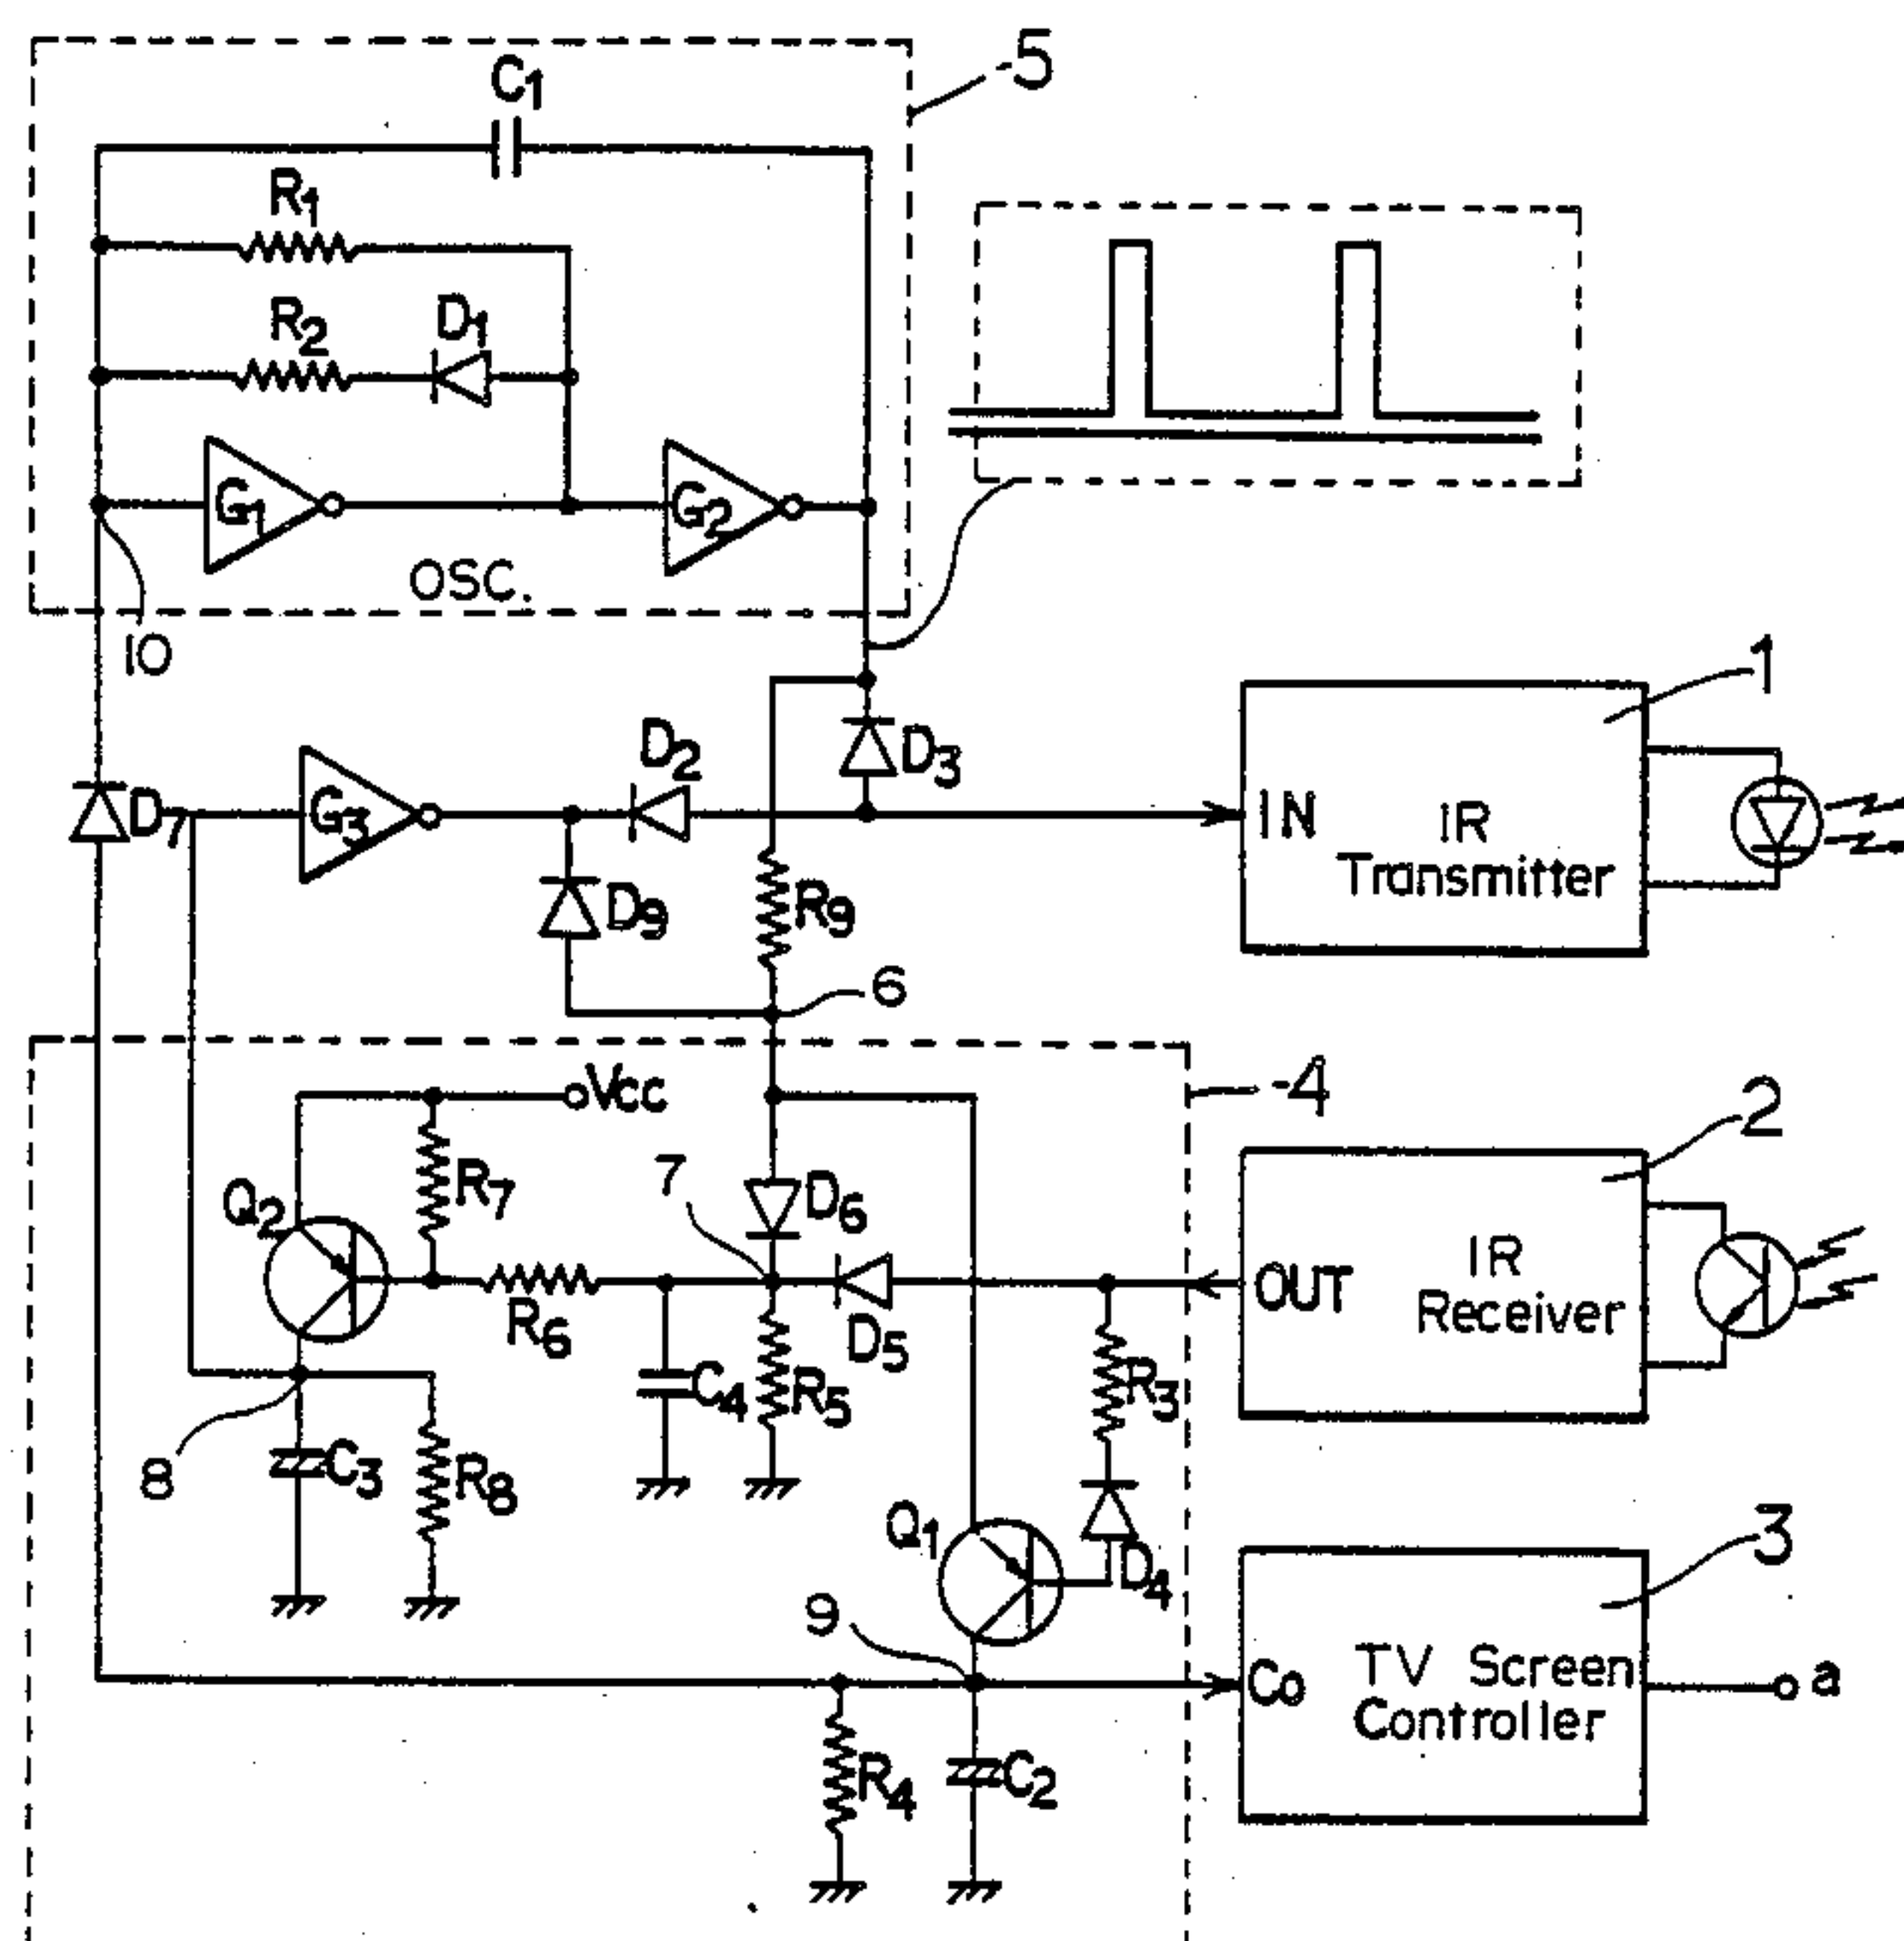 5
C1
R1
R2
D1
G1
G2
OSC.
10
1
D2
D3
D7
G3
IN
IR
Transmitter
D9
R9
6
Vcc
4
2
R7
7
D6
Q2
IR
Receiver
OUT
R6
D5
R3
C4
R5
8
C3
R8
Q1
D4
3
9
Co
TV Screen
Controller
a
R4
C2